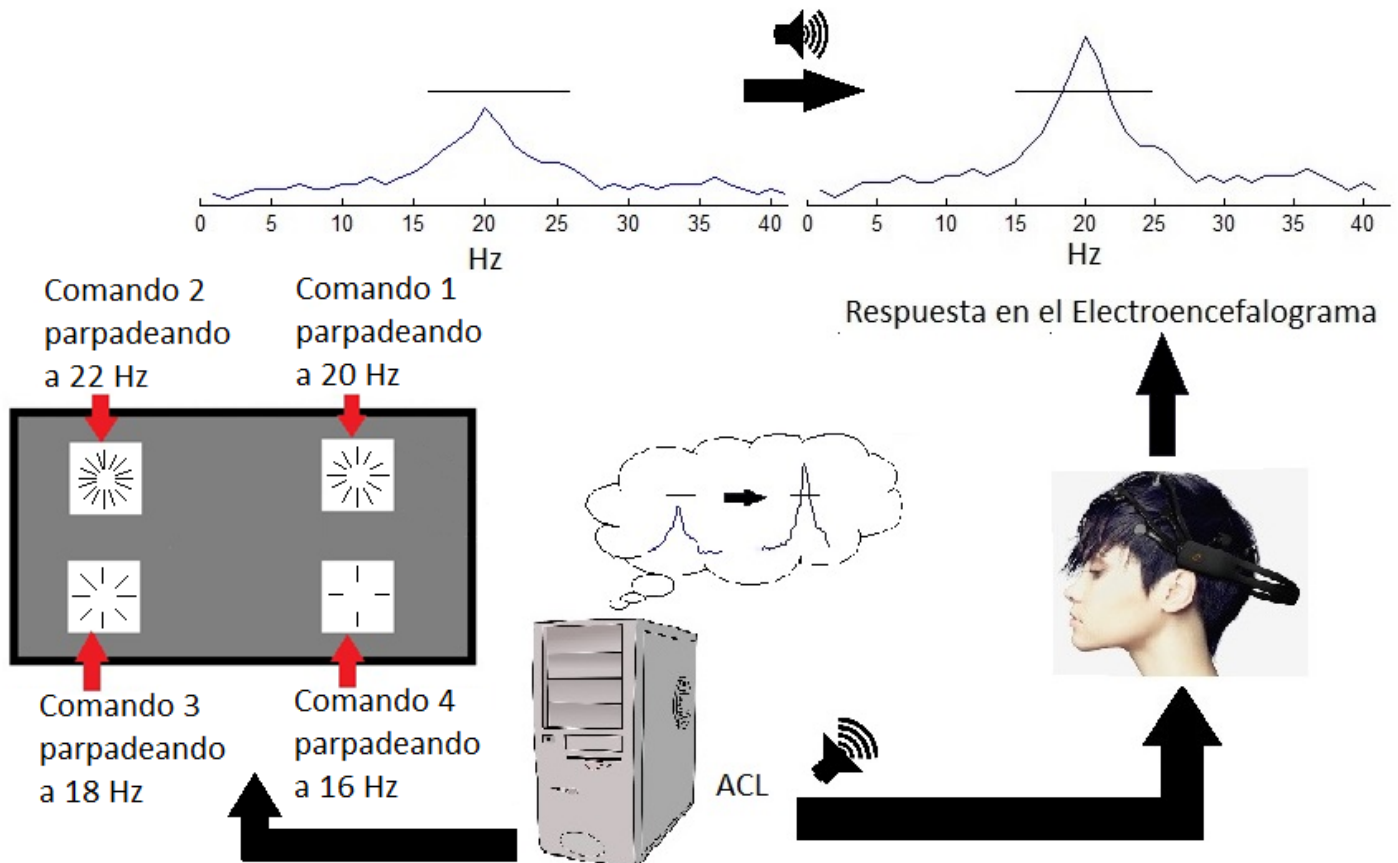 0 5 10 15 20 25 30 35 40
Hz
0 5 10 15 20 25 30 35 40
Hz
Comando 2
parpadeando
a 22 Hz
Comando 1
parpadeando
a 20 Hz
Respuesta en el Electroencefalograma
Comando 3
parpadeando
a 18 Hz
Comando 4
parpadeando
a 16 Hz
ACL